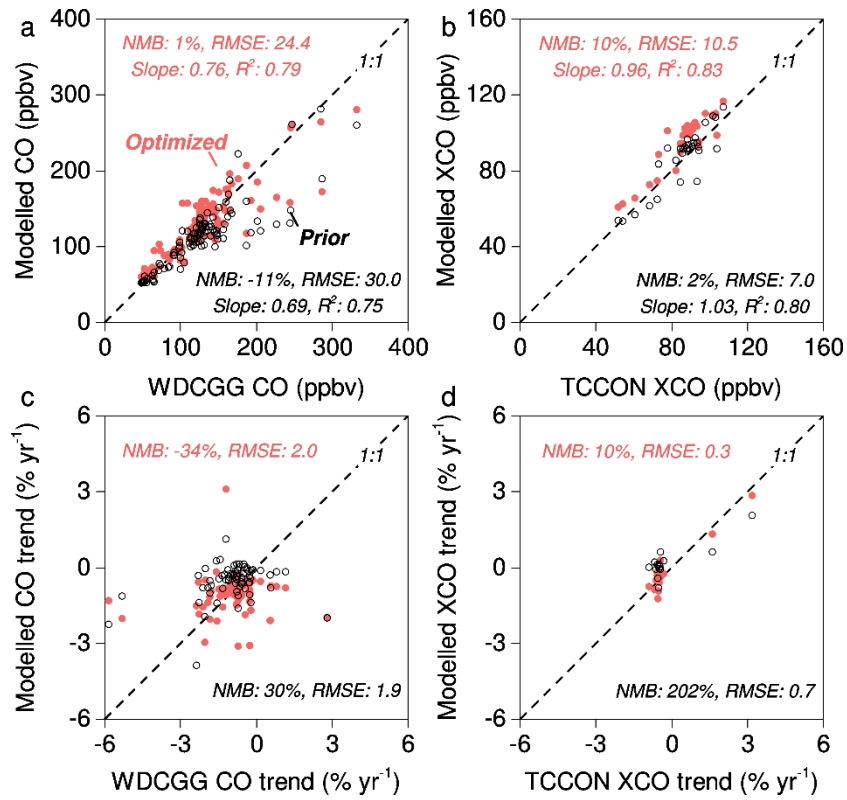 a
400
300
200
100
0
Modelled CO (ppbv)
NMB: 1%, RMSE: 24.4
Slope: 0.76, R²: 0.79
1:1
Optimized
Prior
NMB: -11%, RMSE: 30.0
Slope: 0.69, R²: 0.75
0 100 200 300 400
WDCGG CO (ppbv)
b
160
120
80
40
0
Modelled XCO (ppbv)
NMB: 10%, RMSE: 10.5
Slope: 0.96, R²: 0.83
1:1
NMB: 2%, RMSE: 7.0
Slope: 1.03, R²: 0.80
0 40 80 120 160
TCCON XCO (ppbv)
c
6
3
0
-3
-6
Modelled CO trend (% yr⁻¹)
NMB: -34%, RMSE: 2.0
1:1
NMB: 30%, RMSE: 1.9
-6 -3 0 3 6
WDCGG CO trend (% yr⁻¹)
d
6
3
0
-3
-6
Modelled XCO trend (% yr⁻¹)
NMB: 10%, RMSE: 0.3
1:1
NMB: 202%, RMSE: 0.7
-6 -3 0 3 6
TCCON XCO trend (% yr⁻¹)